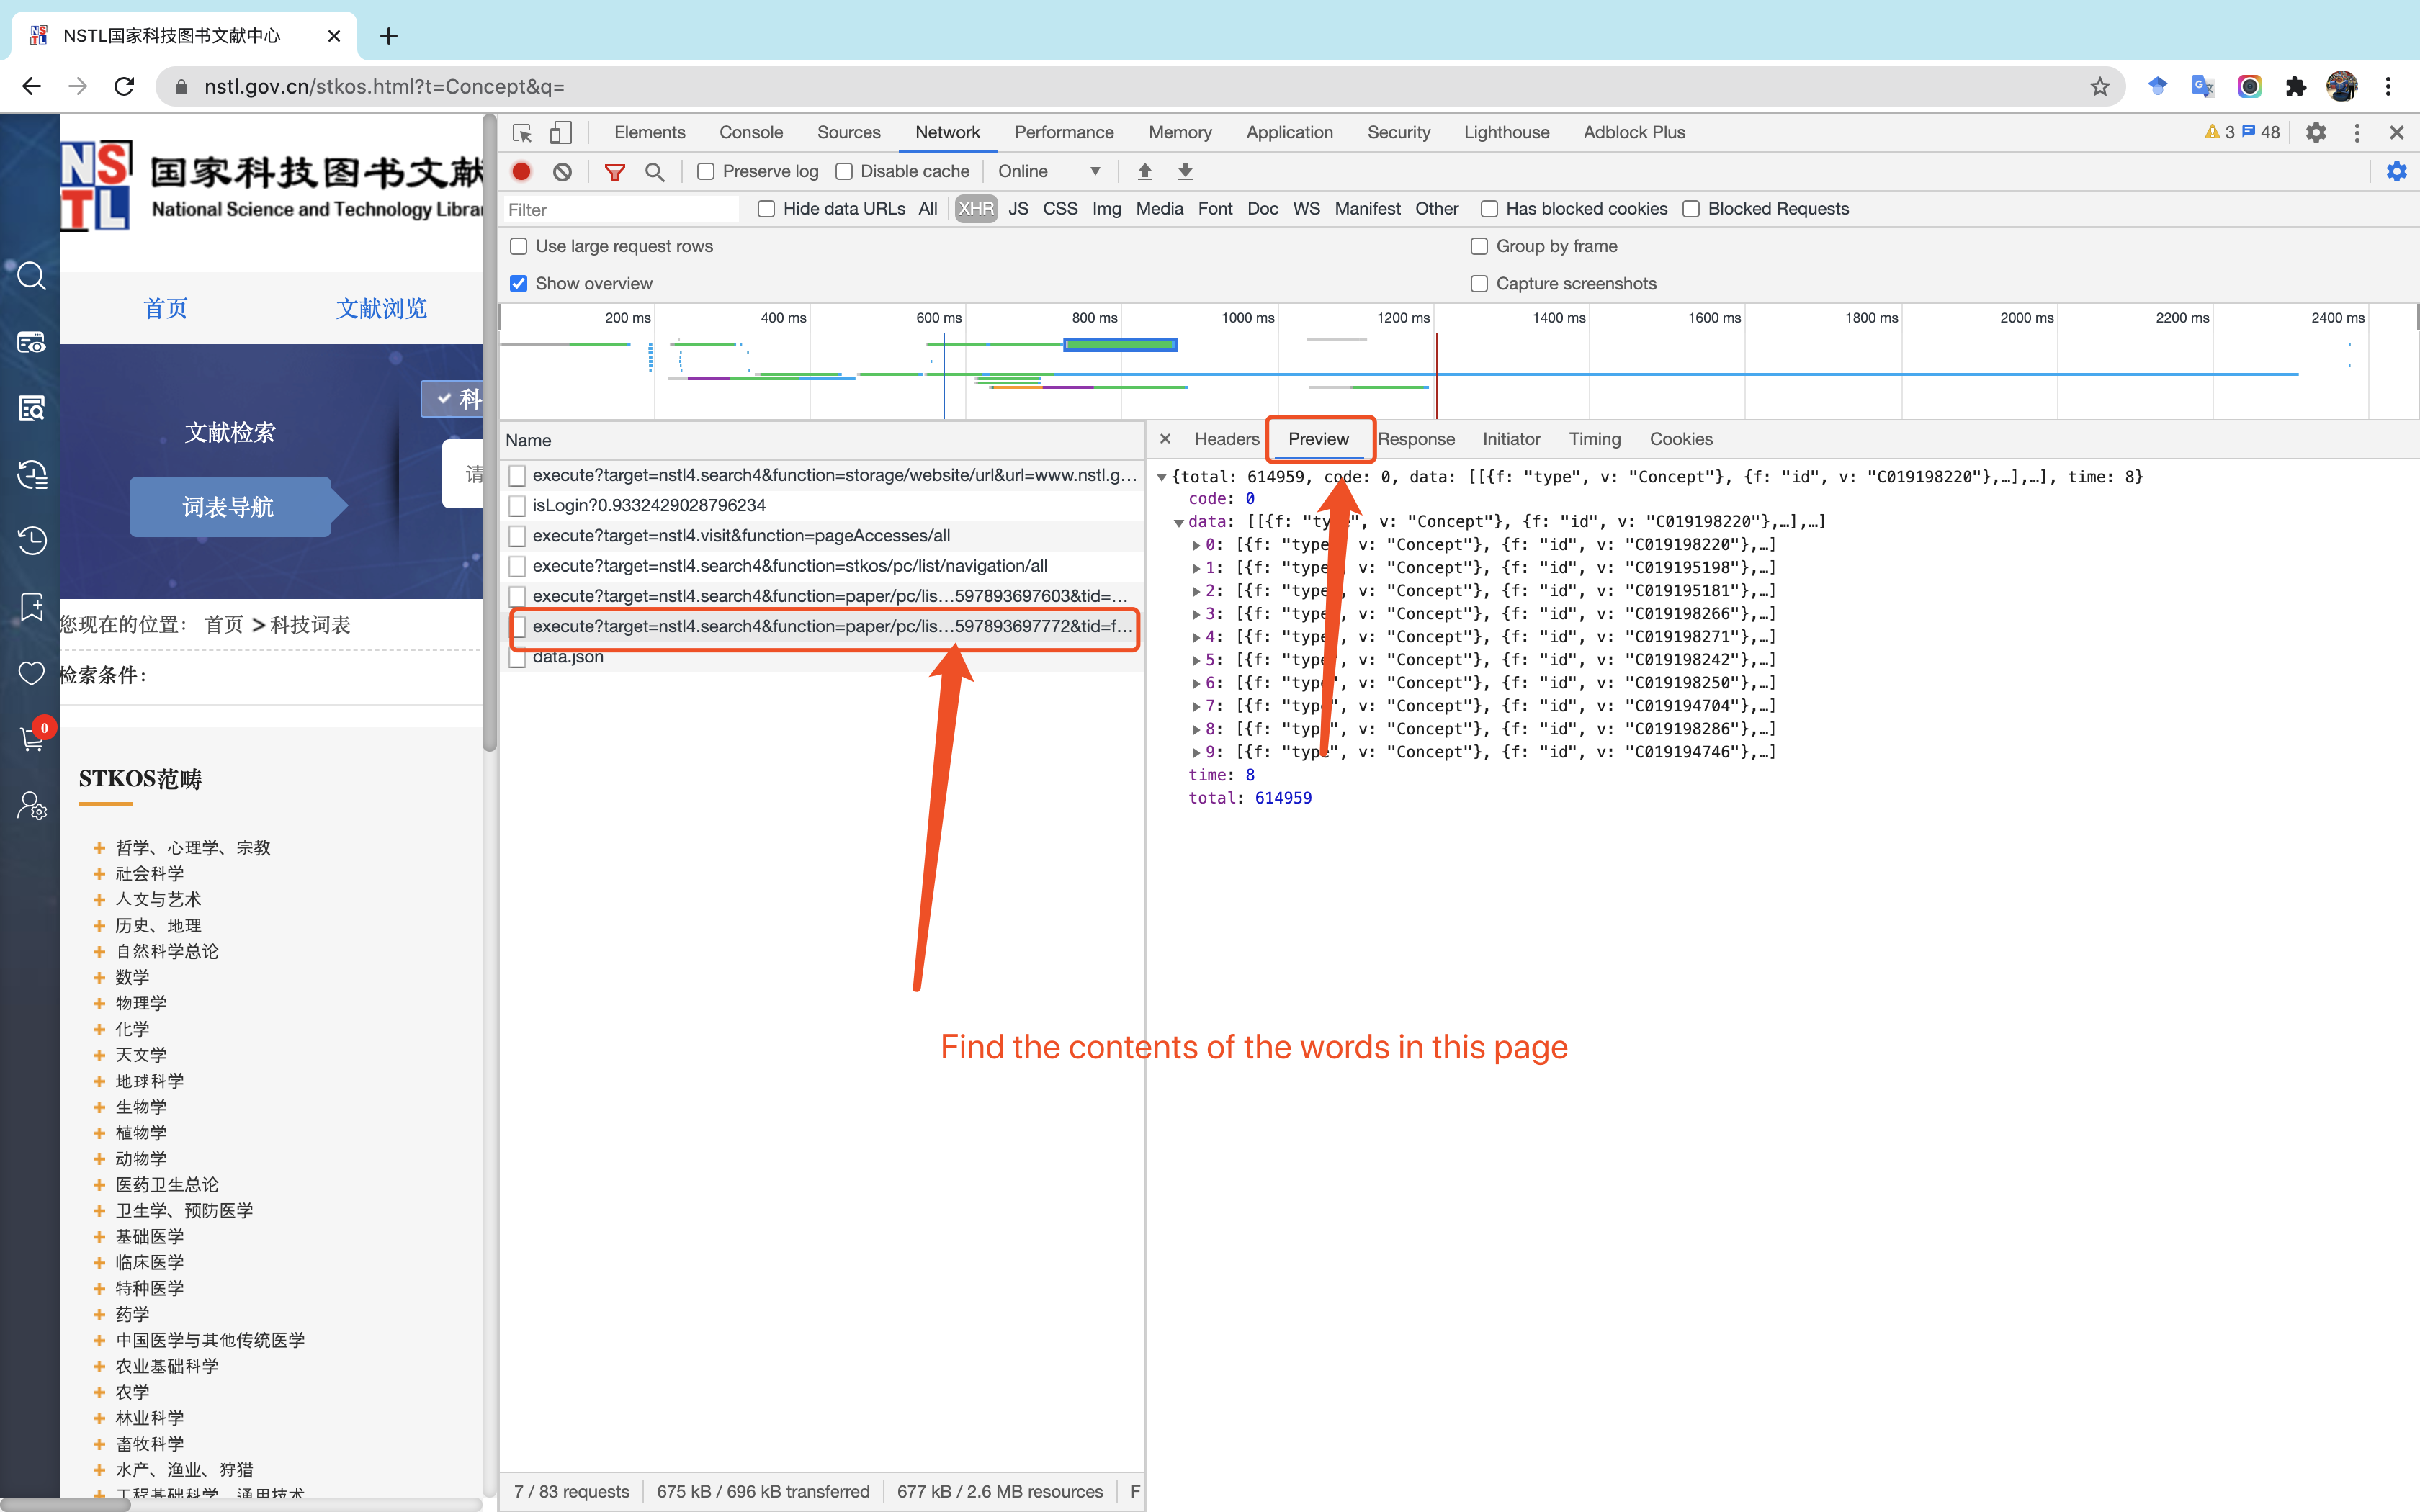 NSTL国家科技图书文献中心
nstl.gov.cn/stkos.html?t=Concept&q=
NSTL
国家科技图书文献
National Science and Technology Libra
首页 文献浏览
科
文献检索
请
词表导航
您现在的位置： 首页 > 科技词表
检索条件：
0
STKOS范畴
哲学、心理学、宗教
社会科学
人文与艺术
历史、地理
自然科学总论
数学
物理学
化学
天文学
地球科学
生物学
植物学
动物学
医药卫生总论
卫生学、预防医学
基础医学
临床医学
特种医学
药学
中国医学与其他传统医学
农业基础科学
农学
林业科学
畜牧科学
水产、渔业、狩猎
工程基础科学、通用技术
Elements Console Sources Network Performance Memory Application Security Lighthouse Adblock Plus 3 48
Preserve log Disable cache Online
Filter Hide data URLs All XHR JS CSS Img Media Font Doc WS Manifest Other Has blocked cookies Blocked Requests
Use large request rows Group by frame
Show overview Capture screenshots
200 ms 400 ms 600 ms 800 ms 1000 ms 1200 ms 1400 ms 1600 ms 1800 ms 2000 ms 2200 ms 2400 ms
Name
execute?target=nstl4.search4&function=storage/website/url&url=www.nstl.g…
isLogin?0.9332429028796234
execute?target=nstl4.visit&function=pageAccesses/all
execute?target=nstl4.search4&function=stkos/pc/list/navigation/all
execute?target=nstl4.search4&function=paper/pc/lis…597893697603&tid=…
execute?target=nstl4.search4&function=paper/pc/lis…597893697772&tid=f…
data.json
Headers Preview Response Initiator Timing Cookies
{total: 614959, code: 0, data: [[{f: "type", v: "Concept"}, {f: "id", v: "C019198220"},…],…], time: 8}
code: 0
data: [[{f: "type", v: "Concept"}, {f: "id", v: "C019198220"},…],…]
0: [{f: "type", v: "Concept"}, {f: "id", v: "C019198220"},…]
1: [{f: "type", v: "Concept"}, {f: "id", v: "C019195198"},…]
2: [{f: "type", v: "Concept"}, {f: "id", v: "C019195181"},…]
3: [{f: "type", v: "Concept"}, {f: "id", v: "C019198266"},…]
4: [{f: "type", v: "Concept"}, {f: "id", v: "C019198271"},…]
5: [{f: "type", v: "Concept"}, {f: "id", v: "C019198242"},…]
6: [{f: "type", v: "Concept"}, {f: "id", v: "C019198250"},…]
7: [{f: "type", v: "Concept"}, {f: "id", v: "C019194704"},…]
8: [{f: "type", v: "Concept"}, {f: "id", v: "C019198286"},…]
9: [{f: "type", v: "Concept"}, {f: "id", v: "C019194746"},…]
time: 8
total: 614959
Find the contents of the words in this page
7 / 83 requests 675 kB / 696 kB transferred 677 kB / 2.6 MB resources F